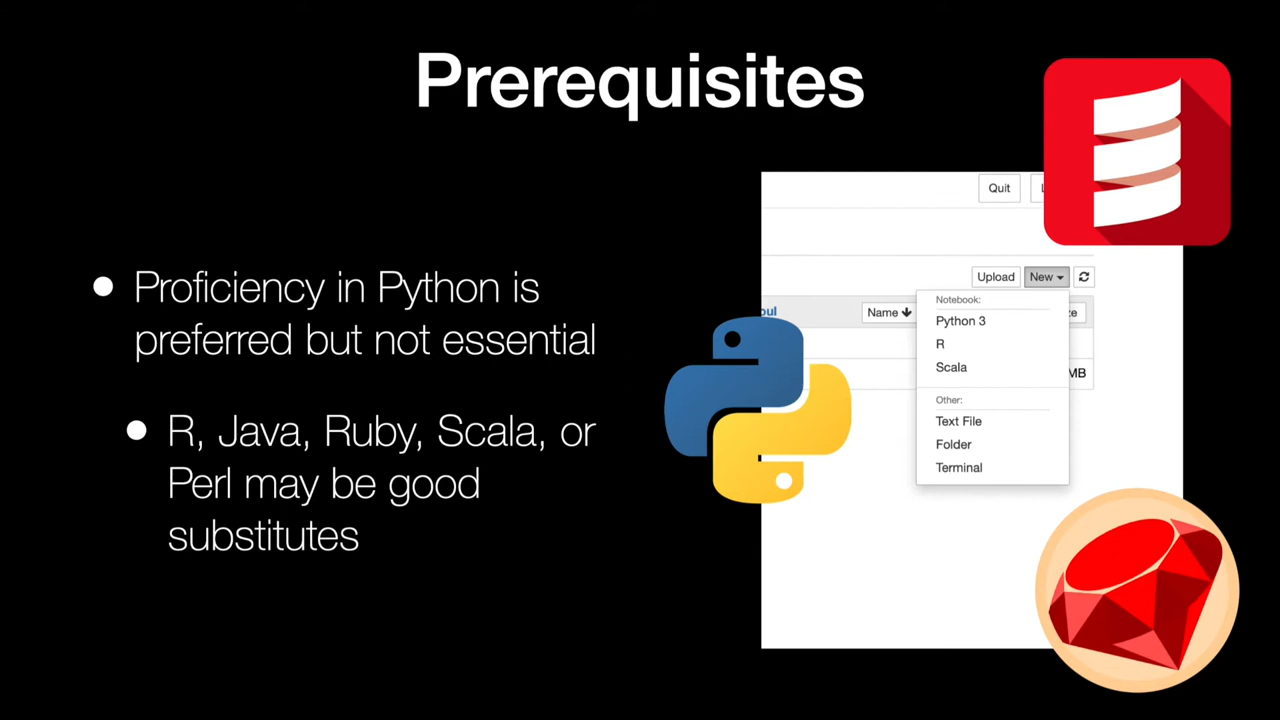 Prerequisites
Proficiency in Python is
preferred but not essential
R, Java, Ruby, Scala, or
Perl may be good
substitutes
Quit
Upload
New
Name
Notebook:
Python 3
R
Scala
MB
Other:
Text File
Folder
Terminal